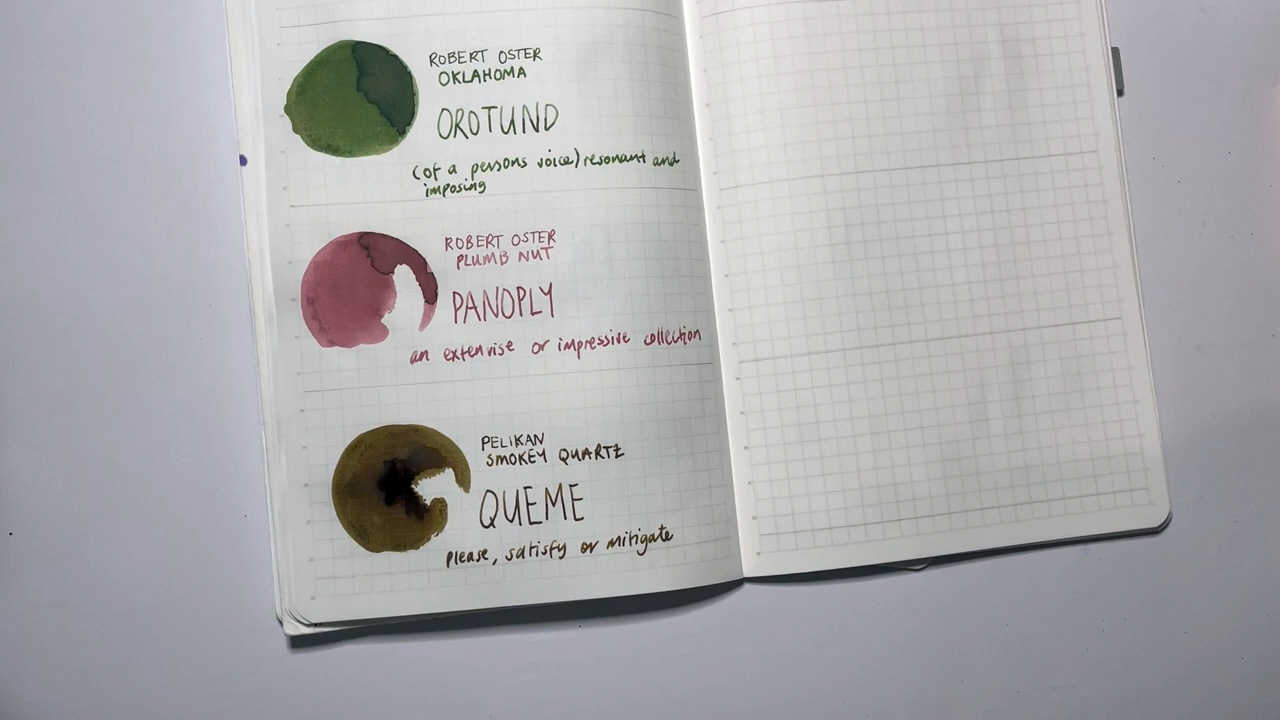 ROBERT OSTER
OKLAHOMA
OROTUND
(of a persons voice) resonant and
imposing
ROBERT OSTER
PLUMB NUT
PANOPLY
an extenvise or impressive collection
PELIKAN
SMOKEY QUARTZ
QUEME
please, satisfy or mitigate